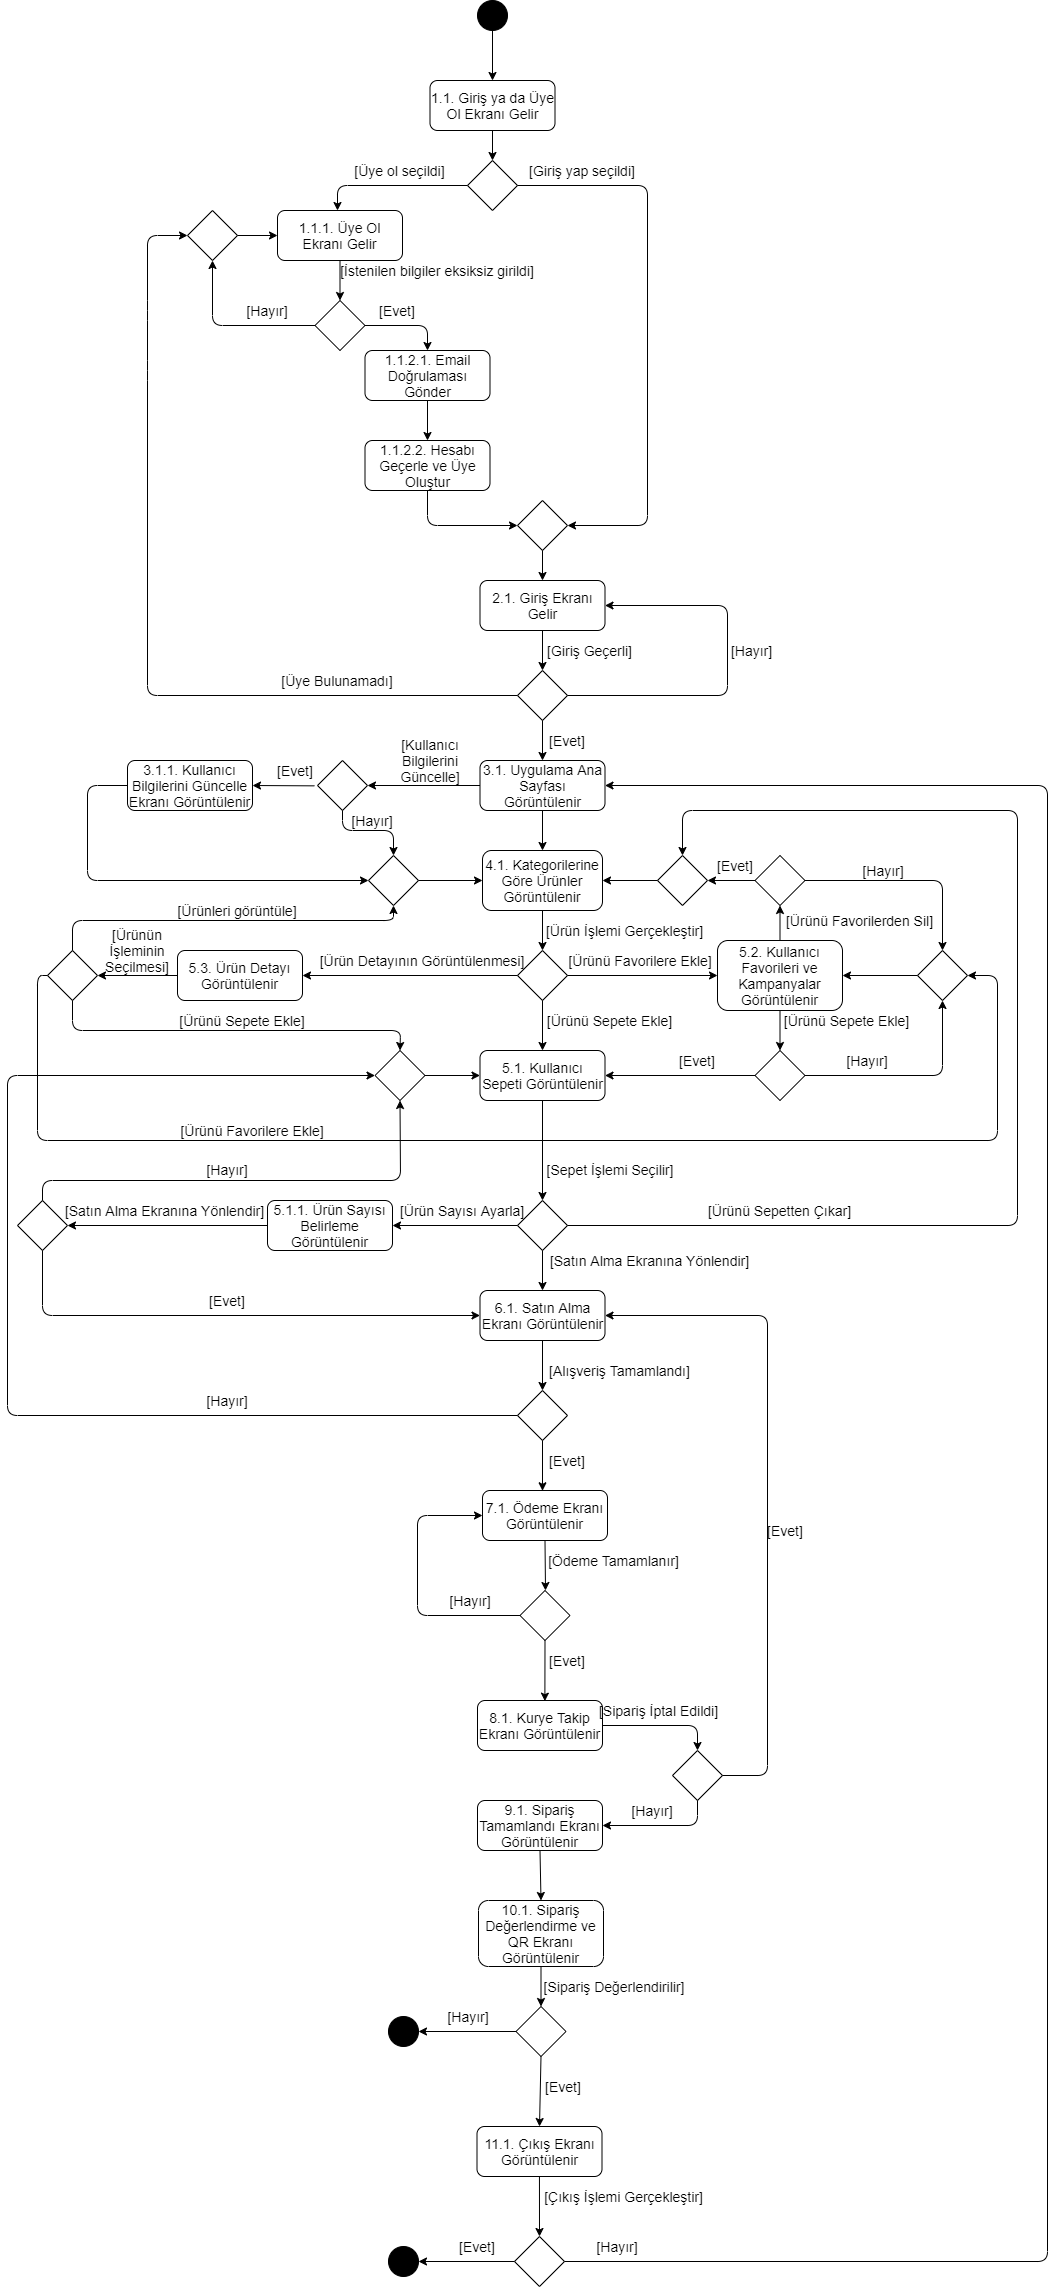 1.1. Giriş ya da Üye
Ol Ekranı Gelir
[Üye ol seçildi]
[Giriş yap seçildi]
1.1.1. Üye Ol
Ekranı Gelir
[İstenilen bilgiler eksiksiz girildi]
[Hayır]
[Evet]
1.1.2.1. Email
Doğrulaması
Gönder
1.1.2.2. Hesabı
Geçerle ve Üye
Oluştur
2.1. Giriş Ekranı
Gelir
[Giriş Geçerli]
[Hayır]
[Üye Bulunamadı]
[Evet]
[Kullanıcı
Bilgilerini
Güncelle]
3.1.1. Kullanıcı
Bilgilerini Güncelle
Ekranı Görüntülenir
[Evet]
3.1. Uygulama Ana
Sayfası
Görüntülenir
[Hayır]
4.1. Kategorilerine
Göre Ürünler
Görüntülenir
[Evet]
[Hayır]
[Ürünleri görüntüle]
[Ürün İşlemi Gerçekleştir]
[Ürünü Favorilerden Sil]
[Ürünün
İşleminin
Seçilmesi]
5.3. Ürün Detayı
Görüntülenir
[Ürün Detayının Görüntülenmesi]
[Ürünü Favorilere Ekle]
5.2. Kullanıcı
Favorileri ve
Kampanyalar
Görüntülenir
[Ürünü Sepete Ekle]
[Ürünü Sepete Ekle]
[Ürünü Sepete Ekle]
5.1. Kullanıcı
Sepeti Görüntülenir
[Evet]
[Hayır]
[Ürünü Favorilere Ekle]
[Hayır]
[Sepet İşlemi Seçilir]
[Satın Alma Ekranına Yönlendir]
5.1.1. Ürün Sayısı
Belirleme
Görüntülenir
[Ürün Sayısı Ayarla]
[Ürünü Sepetten Çıkar]
[Satın Alma Ekranına Yönlendir]
[Evet]
6.1. Satın Alma
Ekranı Görüntülenir
[Alışveriş Tamamlandı]
[Hayır]
[Evet]
7.1. Ödeme Ekranı
Görüntülenir
[Evet]
[Ödeme Tamamlanır]
[Hayır]
[Evet]
8.1. Kurye Takip
Ekranı Görüntülenir
[Sipariş İptal Edildi]
9.1. Sipariş
Tamamlandı Ekranı
Görüntülenir
[Hayır]
10.1. Sipariş
Değerlendirme ve
QR Ekranı
Görüntülenir
[Sipariş Değerlendirilir]
[Hayır]
[Evet]
11.1. Çıkış Ekranı
Görüntülenir
[Çıkış İşlemi Gerçekleştir]
[Evet]
[Hayır]